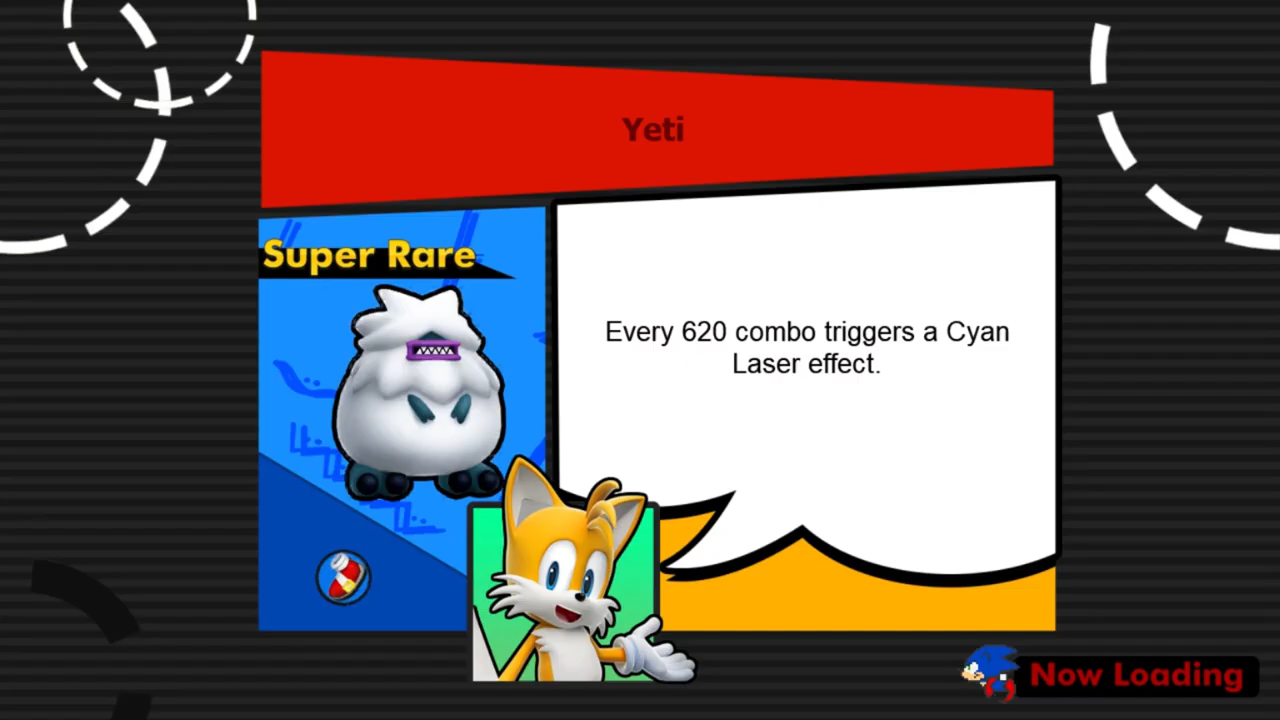 Yeti
Super Rare
Every 620 combo triggers a Cyan
Laser effect.
Now Loading